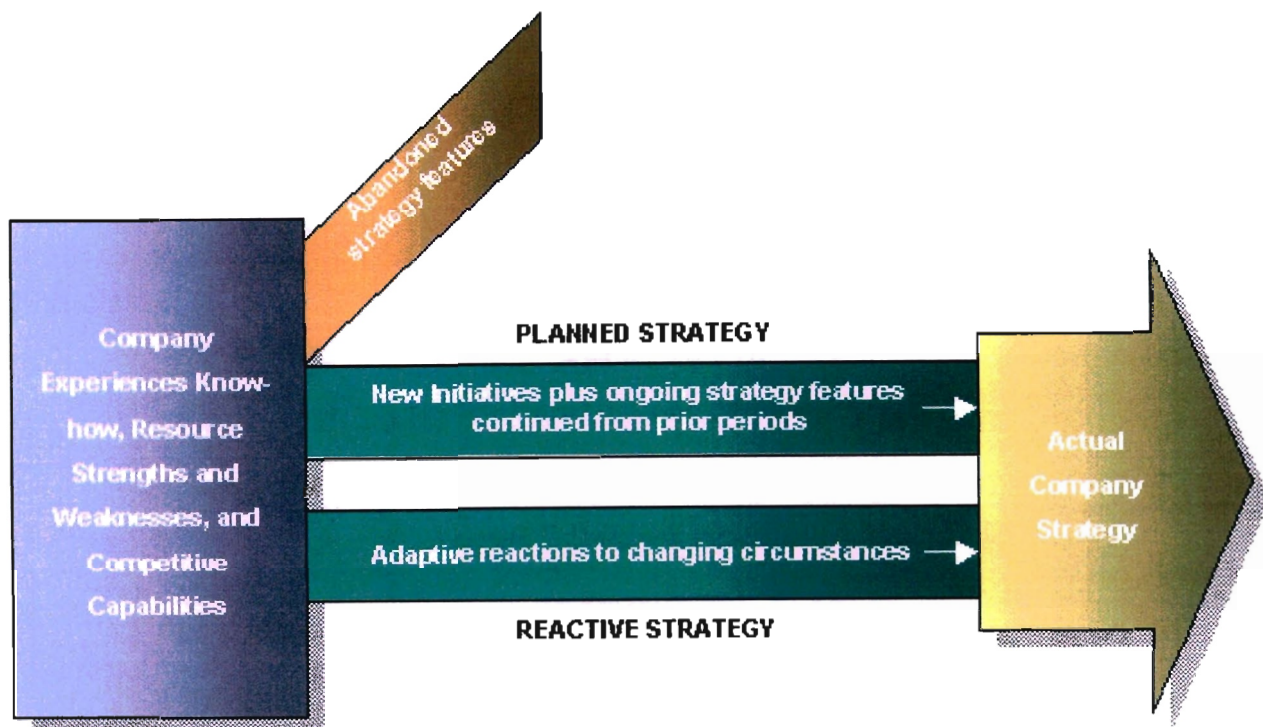 Abandoned
strategy features
Company
Experiences Know-
how, Resource
Strengths and
Weaknesses, and
Competitive
Capabilities
PLANNED STRATEGY
New Initiatives plus ongoing strategy features
continued from prior periods
Adaptive reactions to changing circumstances
REACTIVE STRATEGY
Actual
Company
Strategy